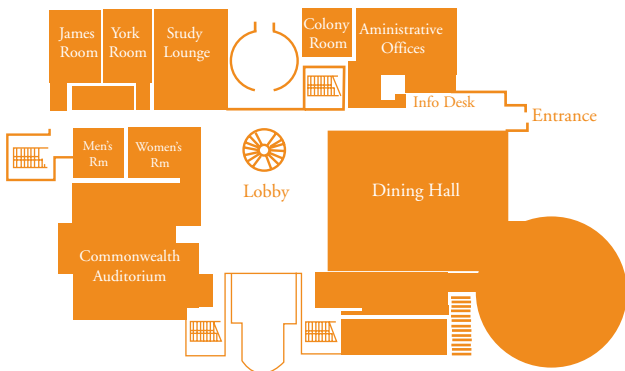 James
Room
York
Room
Study
Lounge
Colony
Room
Aministrative
Offices
Info Desk
Entrance
Men's
Rm
Women's
Rm
Lobby
Dining Hall
Commonwealth
Auditorium